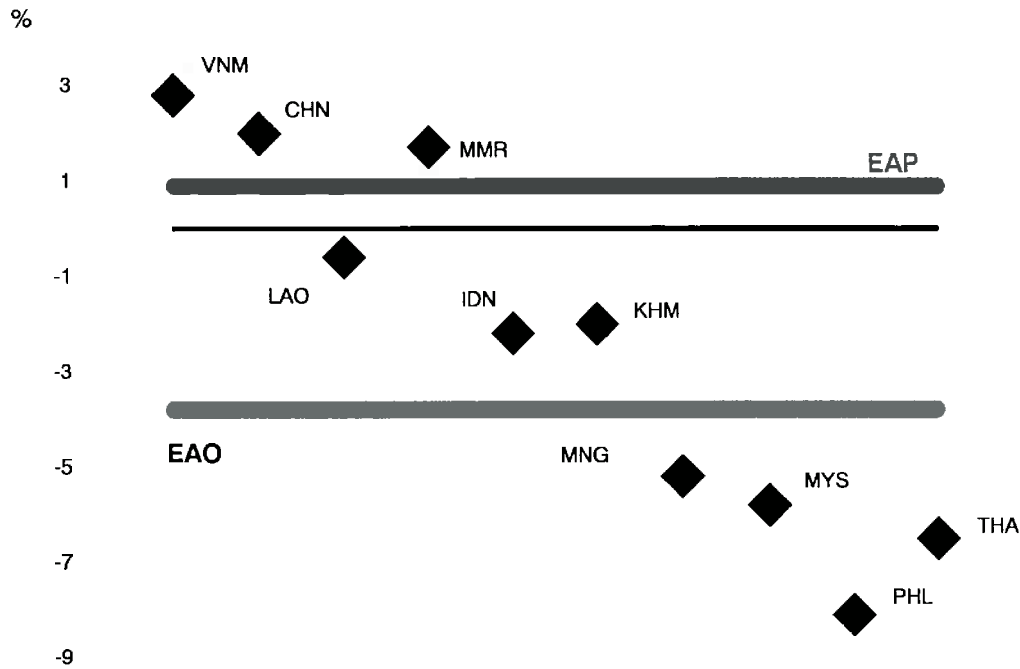 %
VNM
3
CHN
MMR
EAP
1
-1
LAO
IDN
KHM
-3
EAO
MNG
-5
MYS
THA
-7
PHL
-9